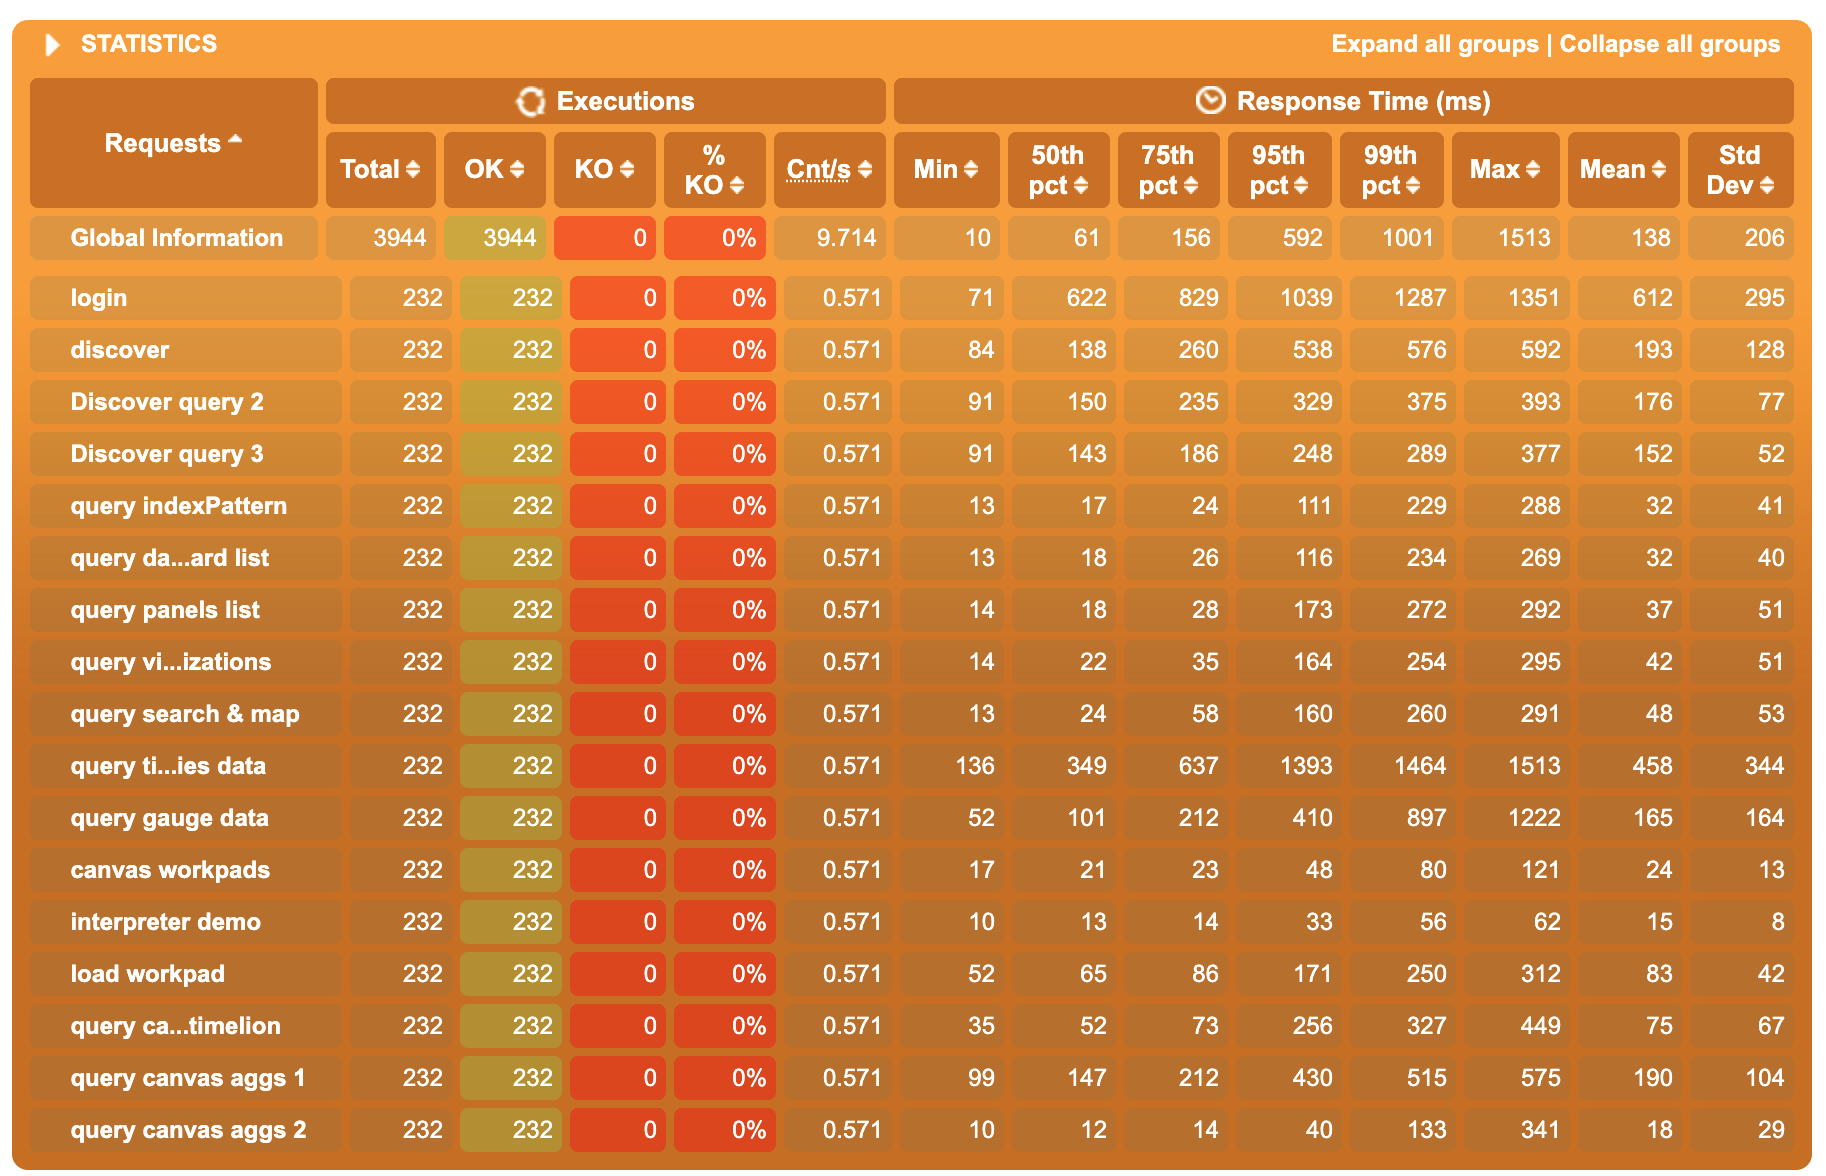 STATISTICS Expand all groups | Collapse all groups
Requests Executions Response Time (ms)
Total OK KO % KO Cnt/s Min 50th pct 75th pct 95th pct 99th pct Max Mean Std Dev
Global Information 3944 3944 0 0% 9.714 10 61 156 592 1001 1513 138 206
login 232 232 0 0% 0.571 71 622 829 1039 1287 1351 612 295
discover 232 232 0 0% 0.571 84 138 260 538 576 592 193 128
Discover query 2 232 232 0 0% 0.571 91 150 235 329 375 393 176 77
Discover query 3 232 232 0 0% 0.571 91 143 186 248 289 377 152 52
query indexPattern 232 232 0 0% 0.571 13 17 24 111 229 288 32 41
query da...ard list 232 232 0 0% 0.571 13 18 26 116 234 269 32 40
query panels list 232 232 0 0% 0.571 14 18 28 173 272 292 37 51
query vi...izations 232 232 0 0% 0.571 14 22 35 164 254 295 42 51
query search & map 232 232 0 0% 0.571 13 24 58 160 260 291 48 53
query ti...ies data 232 232 0 0% 0.571 136 349 637 1393 1464 1513 458 344
query gauge data 232 232 0 0% 0.571 52 101 212 410 897 1222 165 164
canvas workpads 232 232 0 0% 0.571 17 21 23 48 80 121 24 13
interpreter demo 232 232 0 0% 0.571 10 13 14 33 56 62 15 8
load workpad 232 232 0 0% 0.571 52 65 86 171 250 312 83 42
query ca...timelion 232 232 0 0% 0.571 35 52 73 256 327 449 75 67
query canvas aggs 1 232 232 0 0% 0.571 99 147 212 430 515 575 190 104
query canvas aggs 2 232 232 0 0% 0.571 10 12 14 40 133 341 18 29